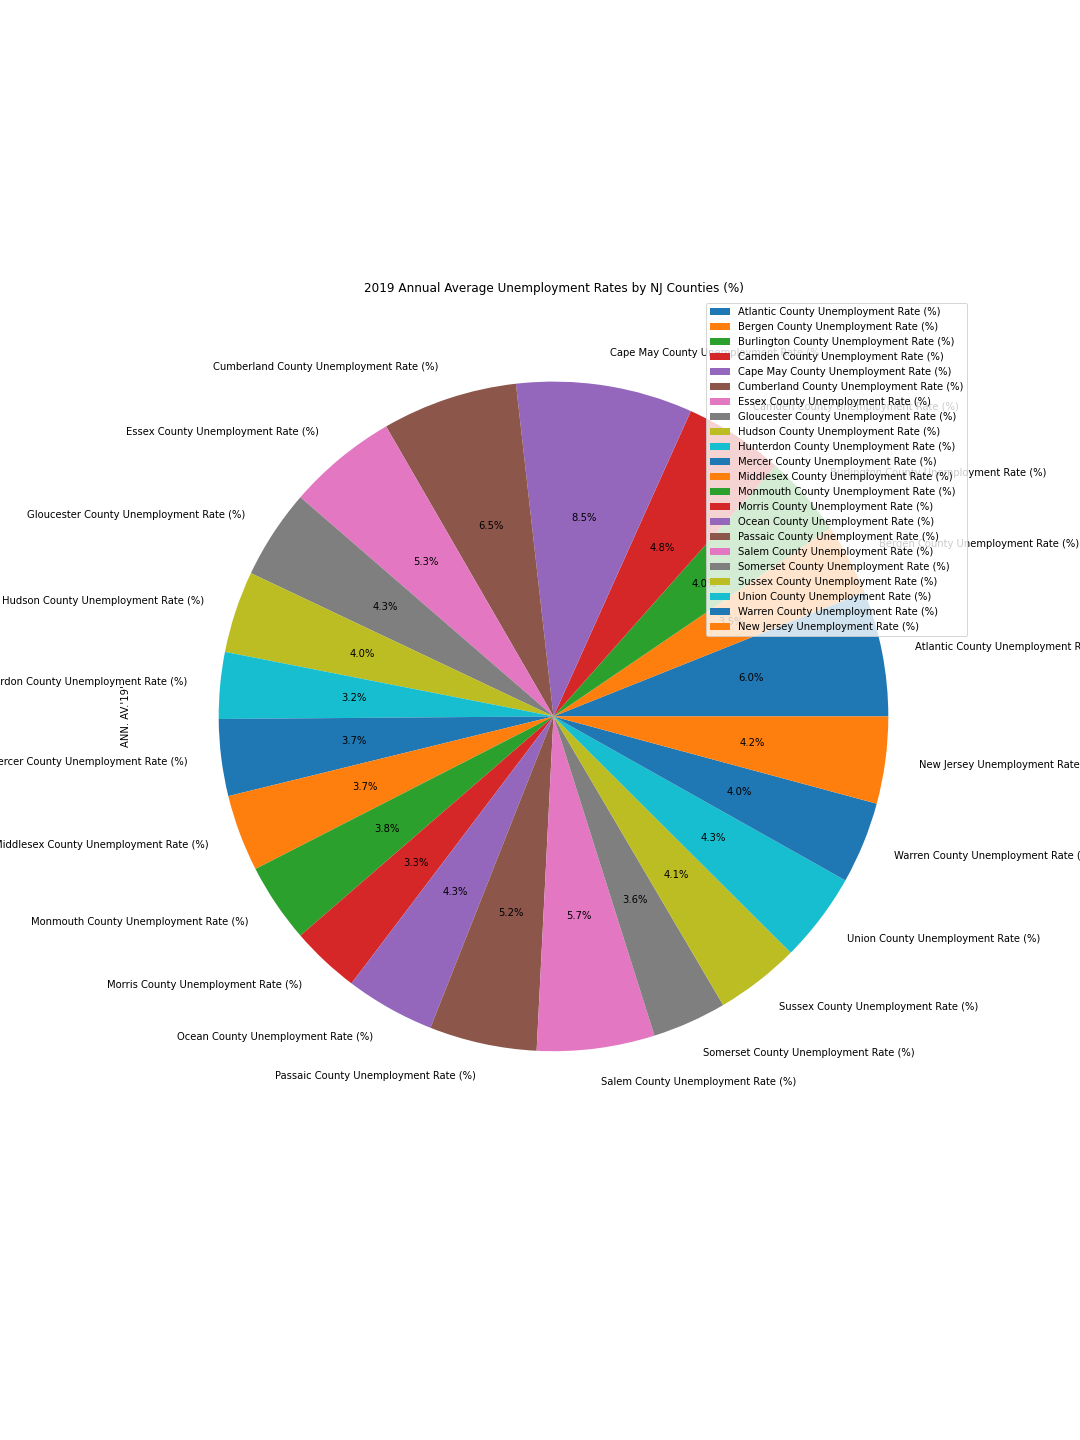 2019 Annual Average Unemployment Rates by NJ Counties (%)
Atlantic County Unemployment Rate (%)
Bergen County Unemployment Rate (%)
Burlington County Unemployment Rate (%)
Camden County Unemployment Rate (%)
Cape May County Unemployment Rate (%)
Cumberland County Unemployment Rate (%)
Essex County Unemployment Rate (%)
Gloucester County Unemployment Rate (%)
Hudson County Unemployment Rate (%)
Hunterdon County Unemployment Rate (%)
Mercer County Unemployment Rate (%)
Middlesex County Unemployment Rate (%)
Monmouth County Unemployment Rate (%)
Morris County Unemployment Rate (%)
Ocean County Unemployment Rate (%)
Passaic County Unemployment Rate (%)
Salem County Unemployment Rate (%)
Somerset County Unemployment Rate (%)
Sussex County Unemployment Rate (%)
Union County Unemployment Rate (%)
Warren County Unemployment Rate (%)
New Jersey Unemployment Rate (%)
Cape May County
Cumberland County Unemployment Rate (%)
Camden County Unemployment Rate (%)
Essex County Unemployment Rate (%)
Unemployment Rate (%)
Gloucester County Unemployment Rate (%)
Bergen County Unemployment Rate (%)
Hudson County Unemployment Rate (%)
Atlantic County Unemployment
County Unemployment Rate (%)
County Unemployment Rate (%)
New Jersey Unemployment Rate
County Unemployment Rate (%)
Warren County Unemployment Rate
Monmouth County Unemployment Rate (%)
Union County Unemployment Rate (%)
Morris County Unemployment Rate (%)
Sussex County Unemployment Rate (%)
Ocean County Unemployment Rate (%)
Somerset County Unemployment Rate (%)
Passaic County Unemployment Rate (%)
Salem County Unemployment Rate (%)
8.5%
6.5%
4.8%
5.3%
4.0%
4.3%
3.5%
4.0%
6.0%
3.2%
3.7%
4.2%
3.7%
4.0%
3.8%
4.3%
3.3%
4.1%
4.3%
3.6%
5.2%
5.7%
ANN. AV.'19'